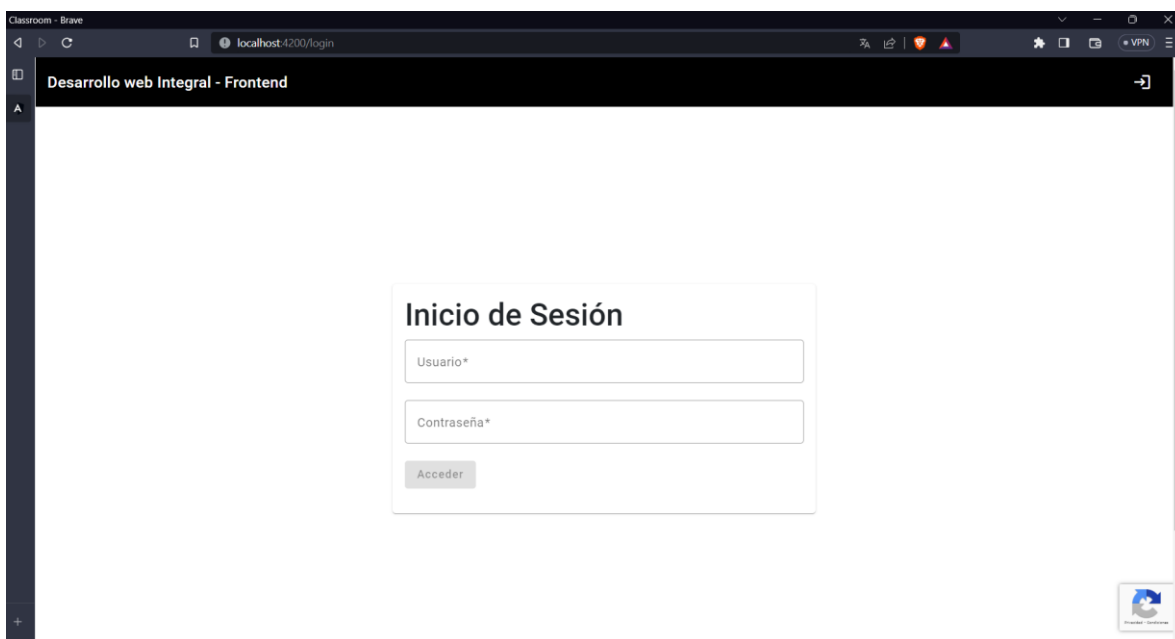 Classroom - Brave
localhost:4200/login
VPN
Desarrollo web Integral - Frontend
A
Inicio de Sesión
Usuario*
Contraseña*
Acceder